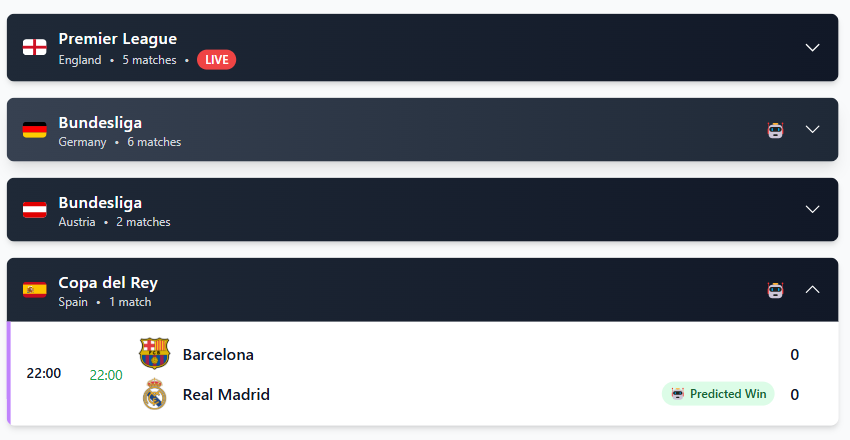 Premier League
England • 5 matches • LIVE
Bundesliga
Germany • 6 matches
Bundesliga
Austria • 2 matches
Copa del Rey
Spain • 1 match
22:00 22:00
Barcelona 0
Real Madrid Predicted Win 0